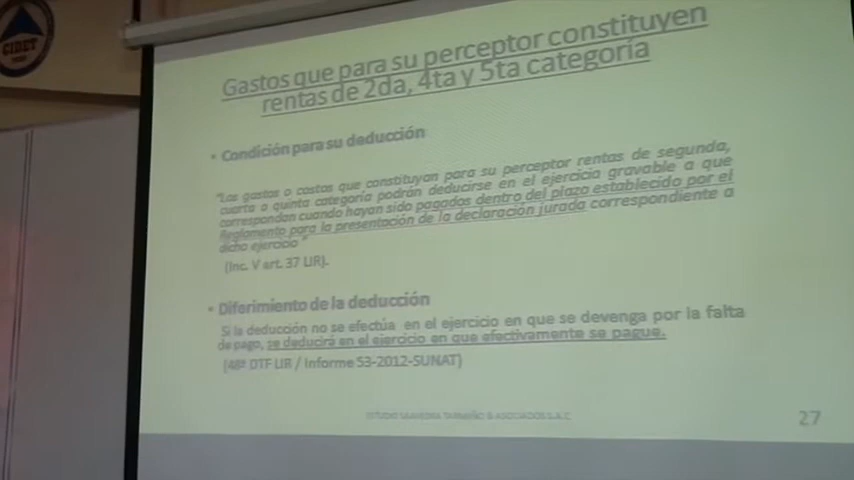 CIDET
Gastos que para su perceptor constituyen
rentas de 2da, 4ta y 5ta categoría
• Condición para su deducción
"Los gastos o costos que constituyan para su perceptor rentas de segunda,
cuarta o quinta categoría podrán deducirse en el ejercicio gravable a que
correspondan cuando hayan sido pagados dentro del plazo establecido por el
Reglamento para la presentación de la declaración jurada correspondiente a
dicho ejercicio"
(Inc. V art. 37 LIR).
• Diferimiento de la deducción
Si la deducción no se efectúa en el ejercicio en que se devenga por la falta
de pago, se deducirá en el ejercicio en que efectivamente se pague.
(48ª DTF LIR / Informe 53-2012-SUNAT)
ESTUDIO & ASOCIADOS S.A.C
27